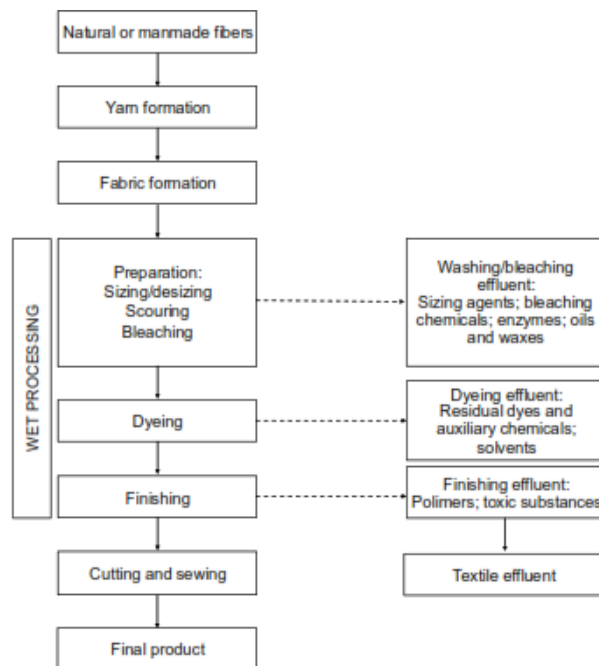 Natural or manmade fibers
Yarn formation
Fabric formation
WET PROCESSING
Preparation:
Sizing/desizing
Scouring
Bleaching
Washing/bleaching
effluent:
Sizing agents; bleaching
chemicals; enzymes; oils
and waxes
Dyeing
Dyeing effluent:
Residual dyes and
auxiliary chemicals;
solvents
Finishing
Finishing effluent:
Polimers; toxic substances
Cutting and sewing
Textile effluent
Final product